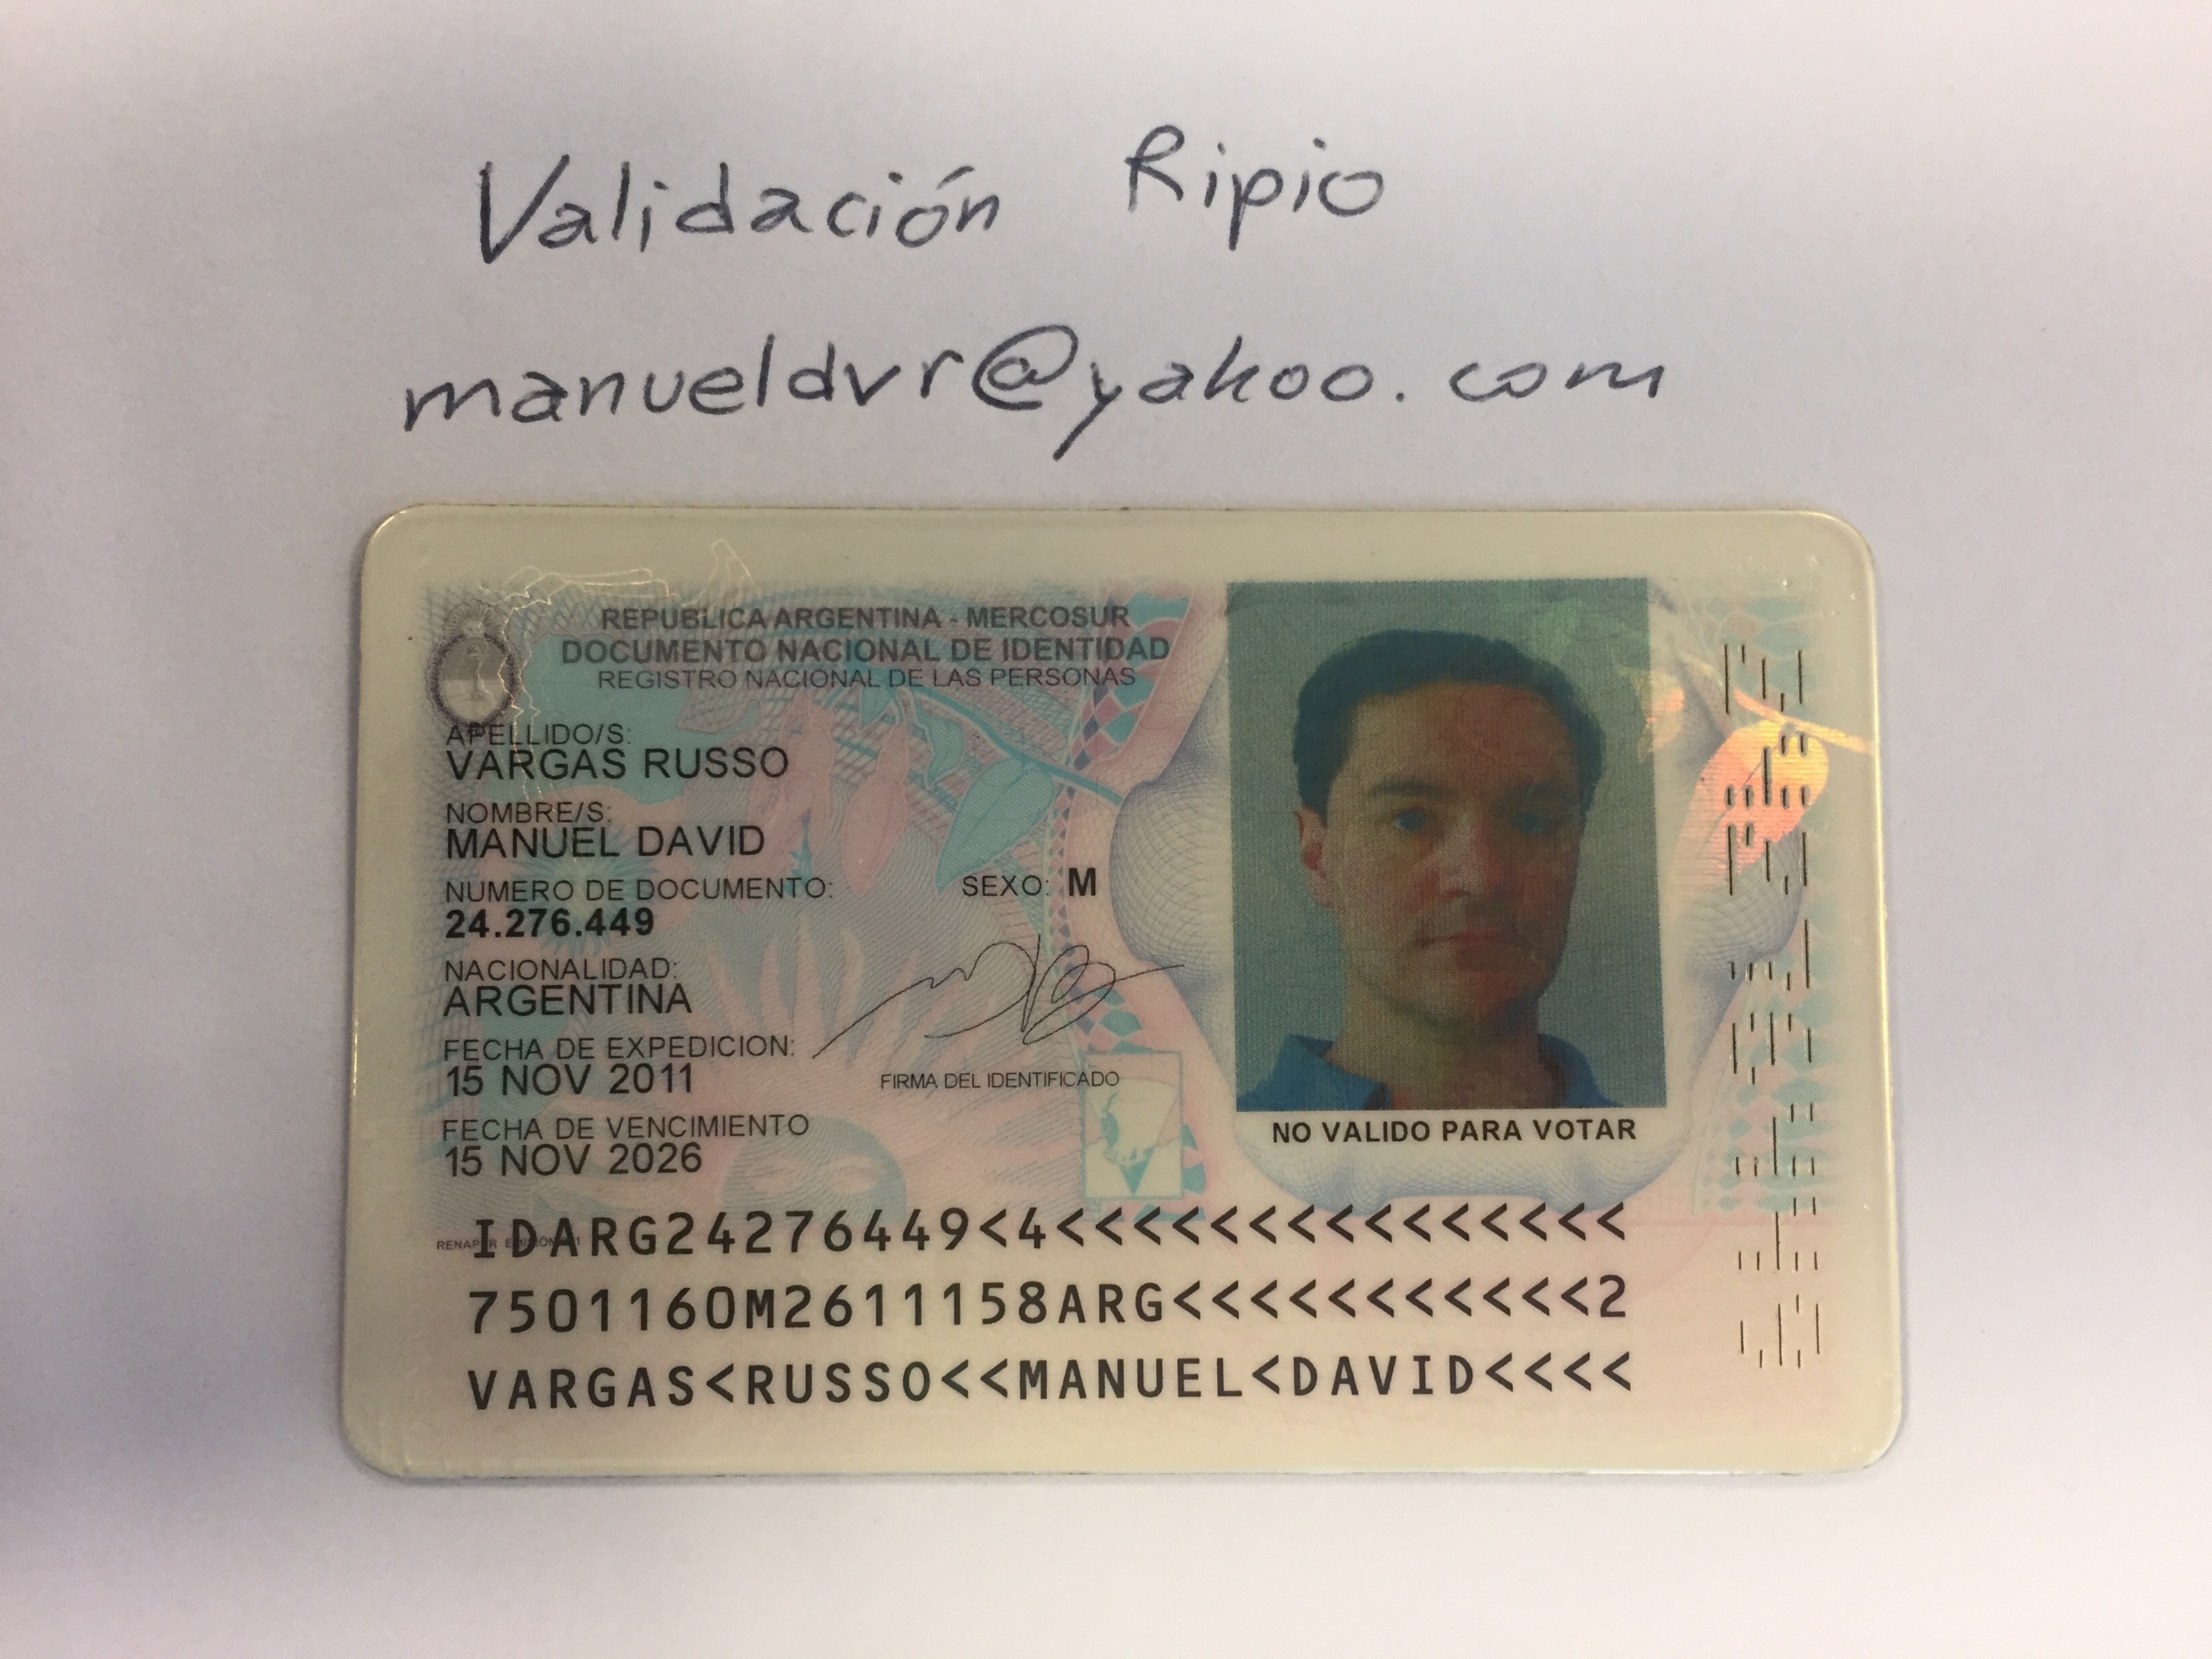 Validación Ripio
manueldvr@yahoo.com
REPUBLICA ARGENTINA - MERCOSUR
DOCUMENTO NACIONAL DE IDENTIDAD
REGISTRO NACIONAL DE LAS PERSONAS
APELLIDO/S:
VARGAS RUSSO
NOMBRE/S:
MANUEL DAVID
NUMERO DE DOCUMENTO:
24.276.449
SEXO: M
NACIONALIDAD:
ARGENTINA
FECHA DE EXPEDICION:
15 NOV 2011
FIRMA DEL IDENTIFICADO
FECHA DE VENCIMIENTO
15 NOV 2026
NO VALIDO PARA VOTAR
IDARG24276449<4<<<<<<<<<<<<<<<
7501160M2611158ARG<<<<<<<<<<<2
VARGAS<RUSSO<<MANUEL<DAVID<<<<